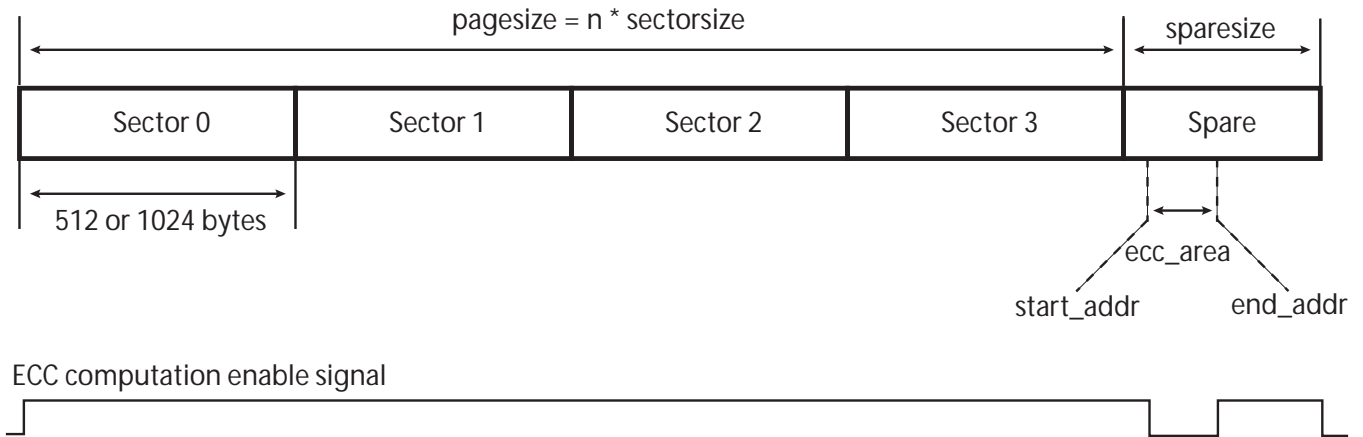 pagesize = n * sectorsize
sparesize
Sector 0 Sector 1 Sector 2 Sector 3 Spare
512 or 1024 bytes
ecc_area
start_addr end_addr
ECC computation enable signal